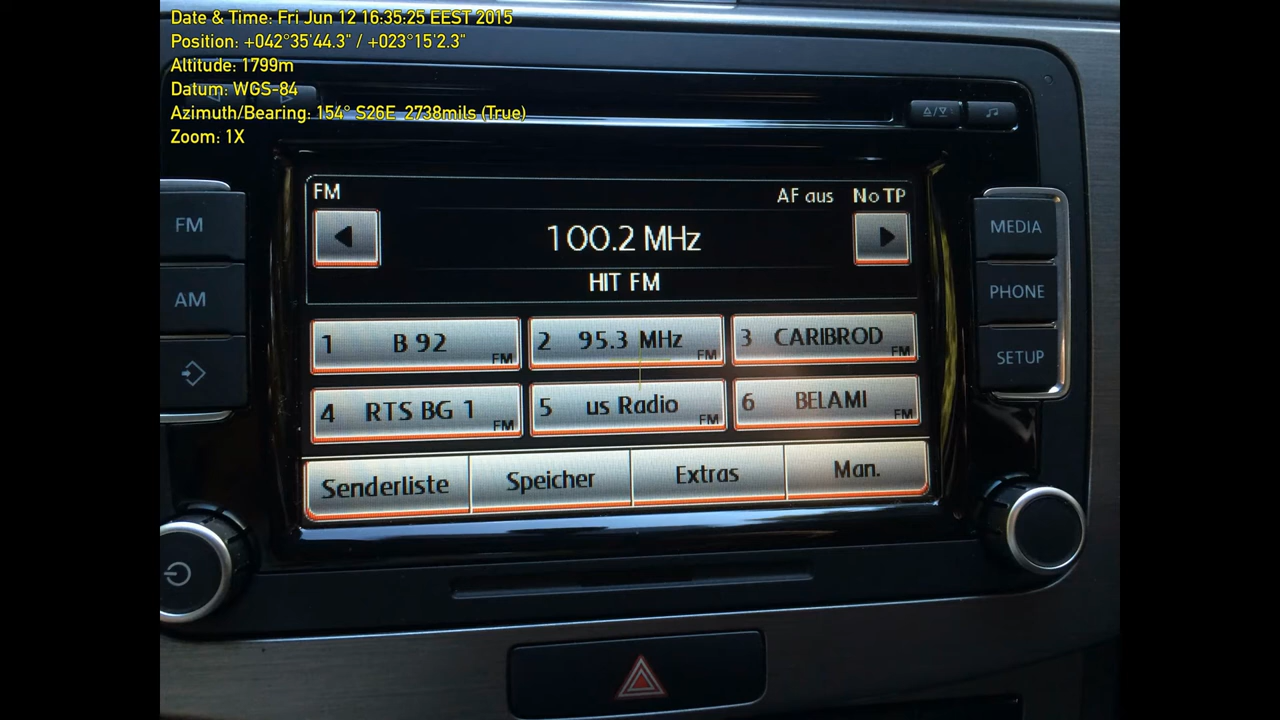 Date & Time: Fri Jun 12 16:35:25 EEST 2015
Position: +042°35'44.3" / +023°15'2.3"
Altitude: 1799m
Datum: WGS-84
Azimuth/Bearing: 154° S26E 2738mils (True)
Zoom: 1X
FM
AF aus No TP
100.2 MHz
HIT FM
1 B 92 FM
2 95.3 MHz FM
3 CARIBROD FM
4 RTS BG 1 FM
5 us Radio FM
6 BELAMI FM
Senderliste Speicher Extras Man.
FM
AM
MEDIA
PHONE
SETUP